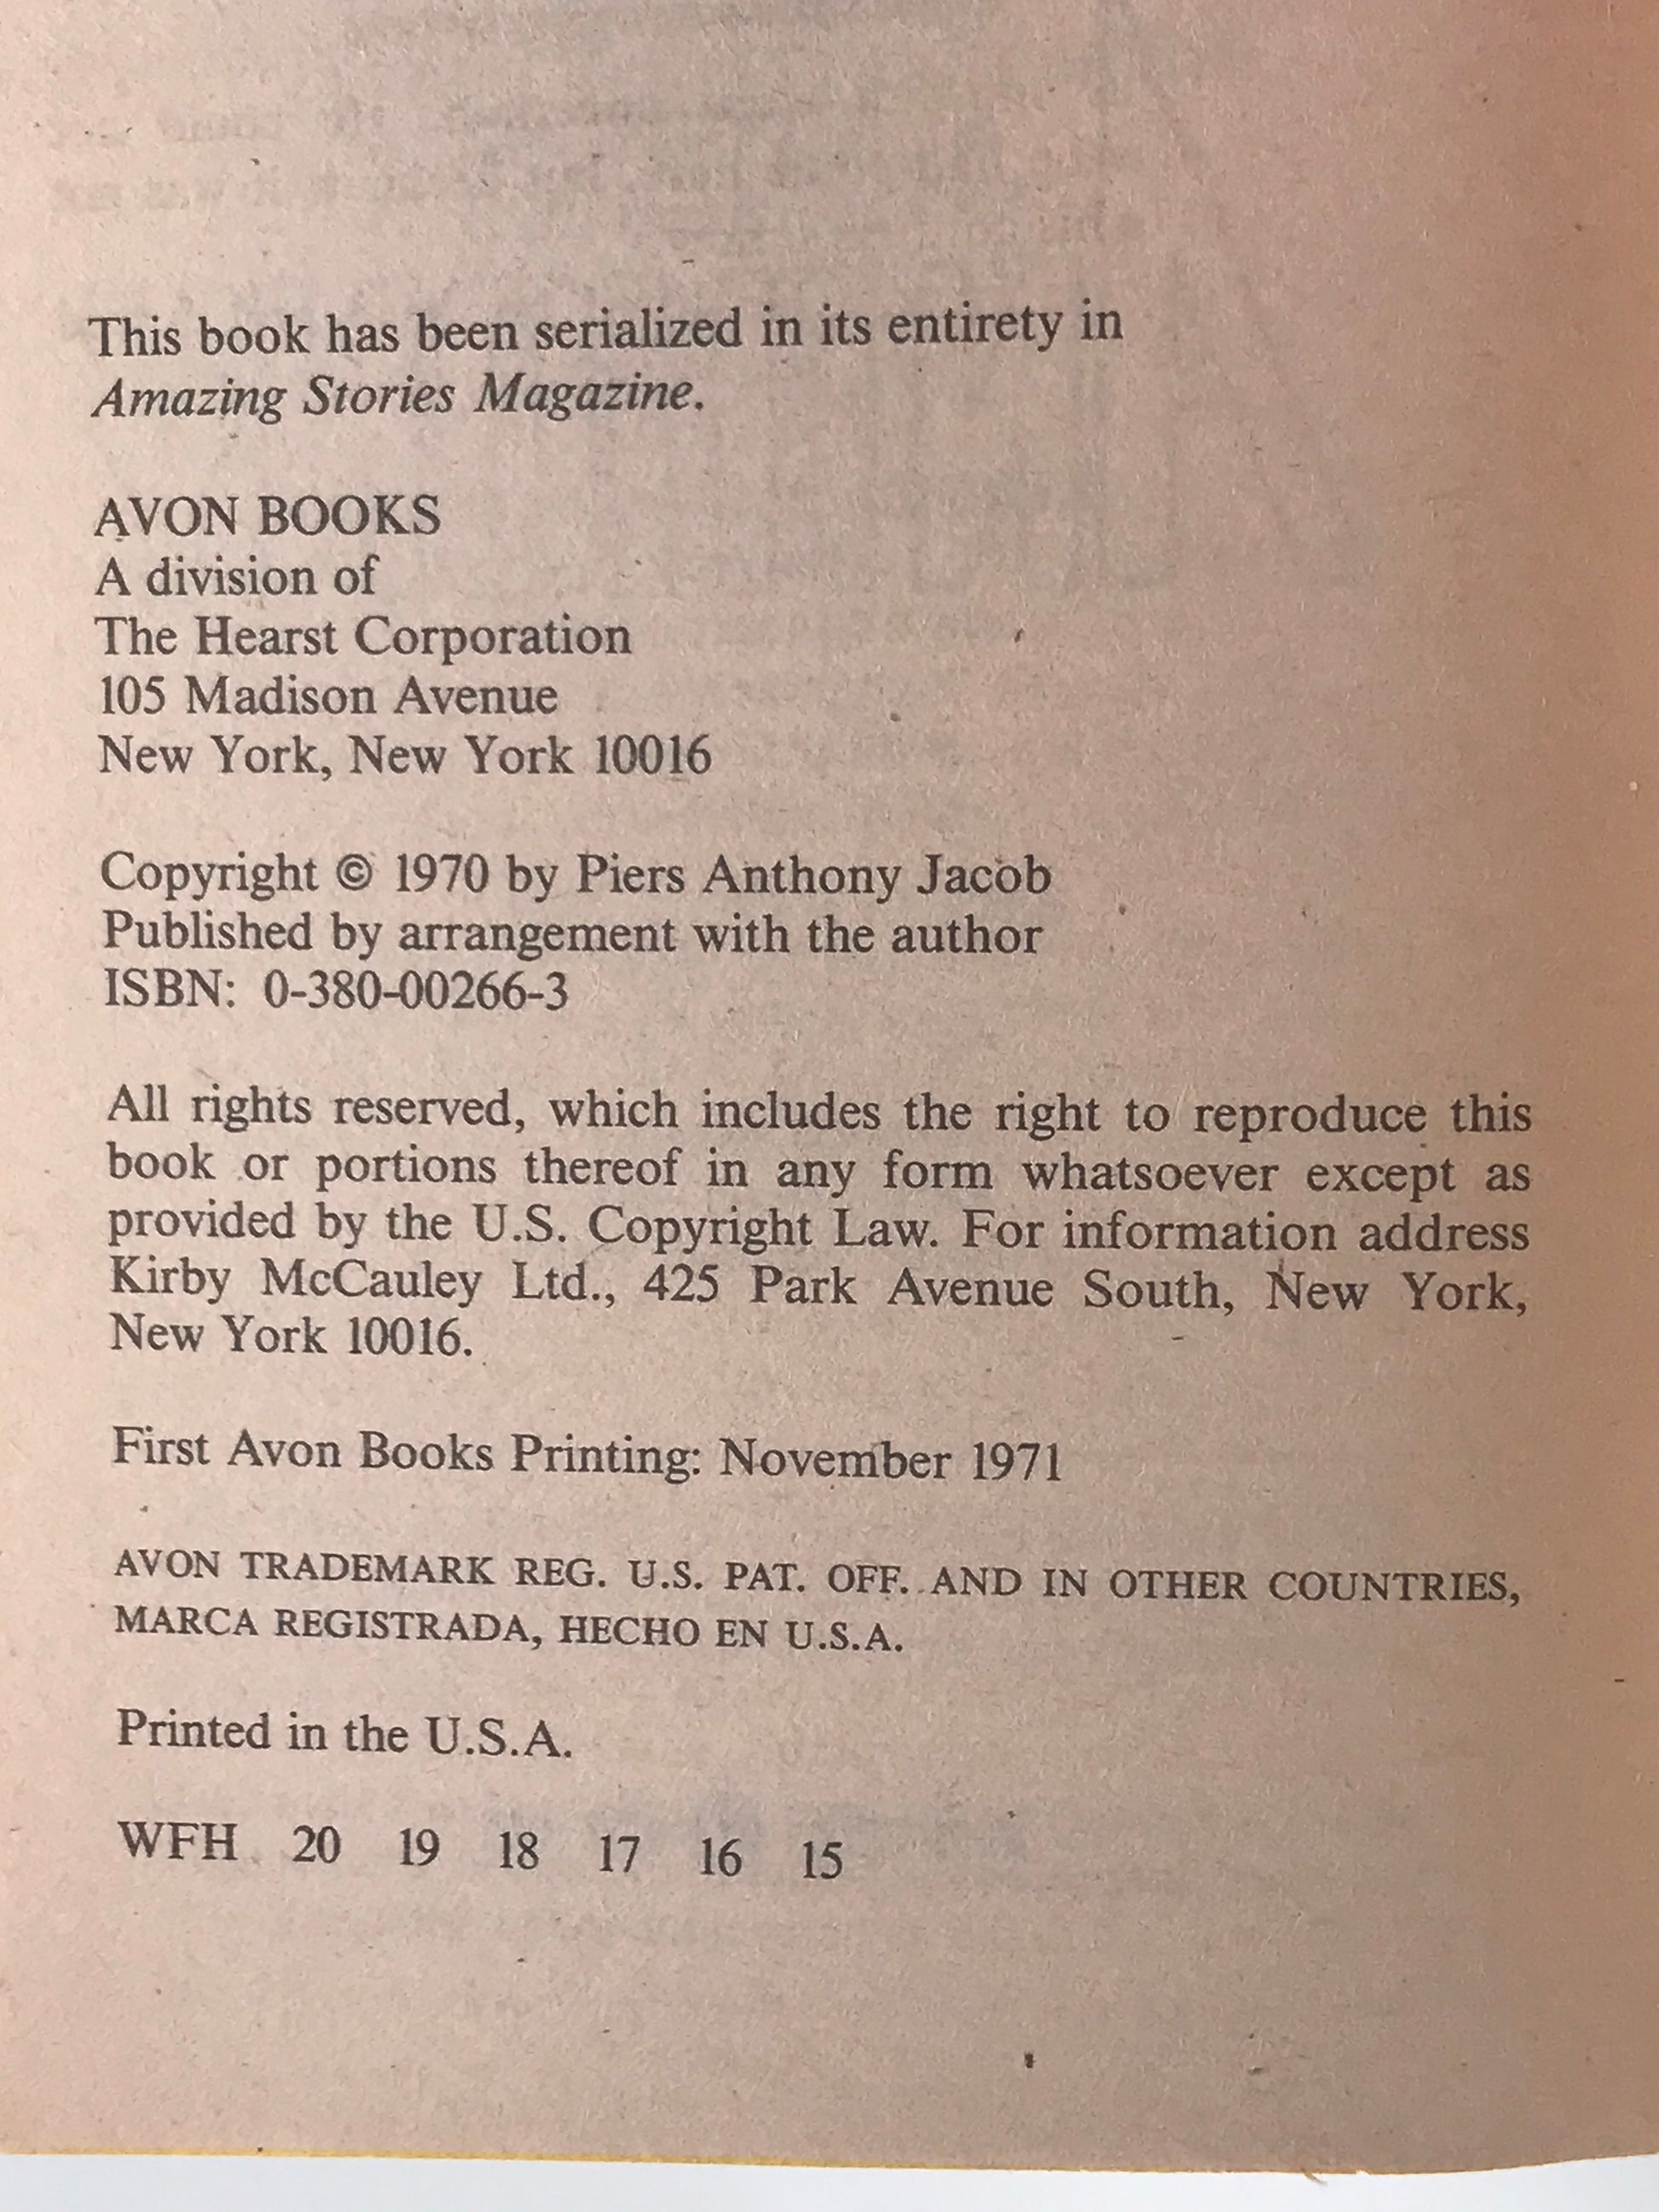 This book has been serialized in its entirety in
Amazing Stories Magazine.
AVON BOOKS
A division of
The Hearst Corporation
105 Madison Avenue
New York, New York 10016
Copyright © 1970 by Piers Anthony Jacob
Published by arrangement with the author
ISBN: 0-380-00266-3
All rights reserved, which includes the right to reproduce this
book or portions thereof in any form whatsoever except as
provided by the U.S. Copyright Law. For information address
Kirby McCauley Ltd., 425 Park Avenue South, New York,
New York 10016.
First Avon Books Printing: November 1971
AVON TRADEMARK REG. U.S. PAT. OFF. AND IN OTHER COUNTRIES,
MARCA REGISTRADA, HECHO EN U.S.A.
Printed in the U.S.A.
WFH 20 19 18 17 16 15